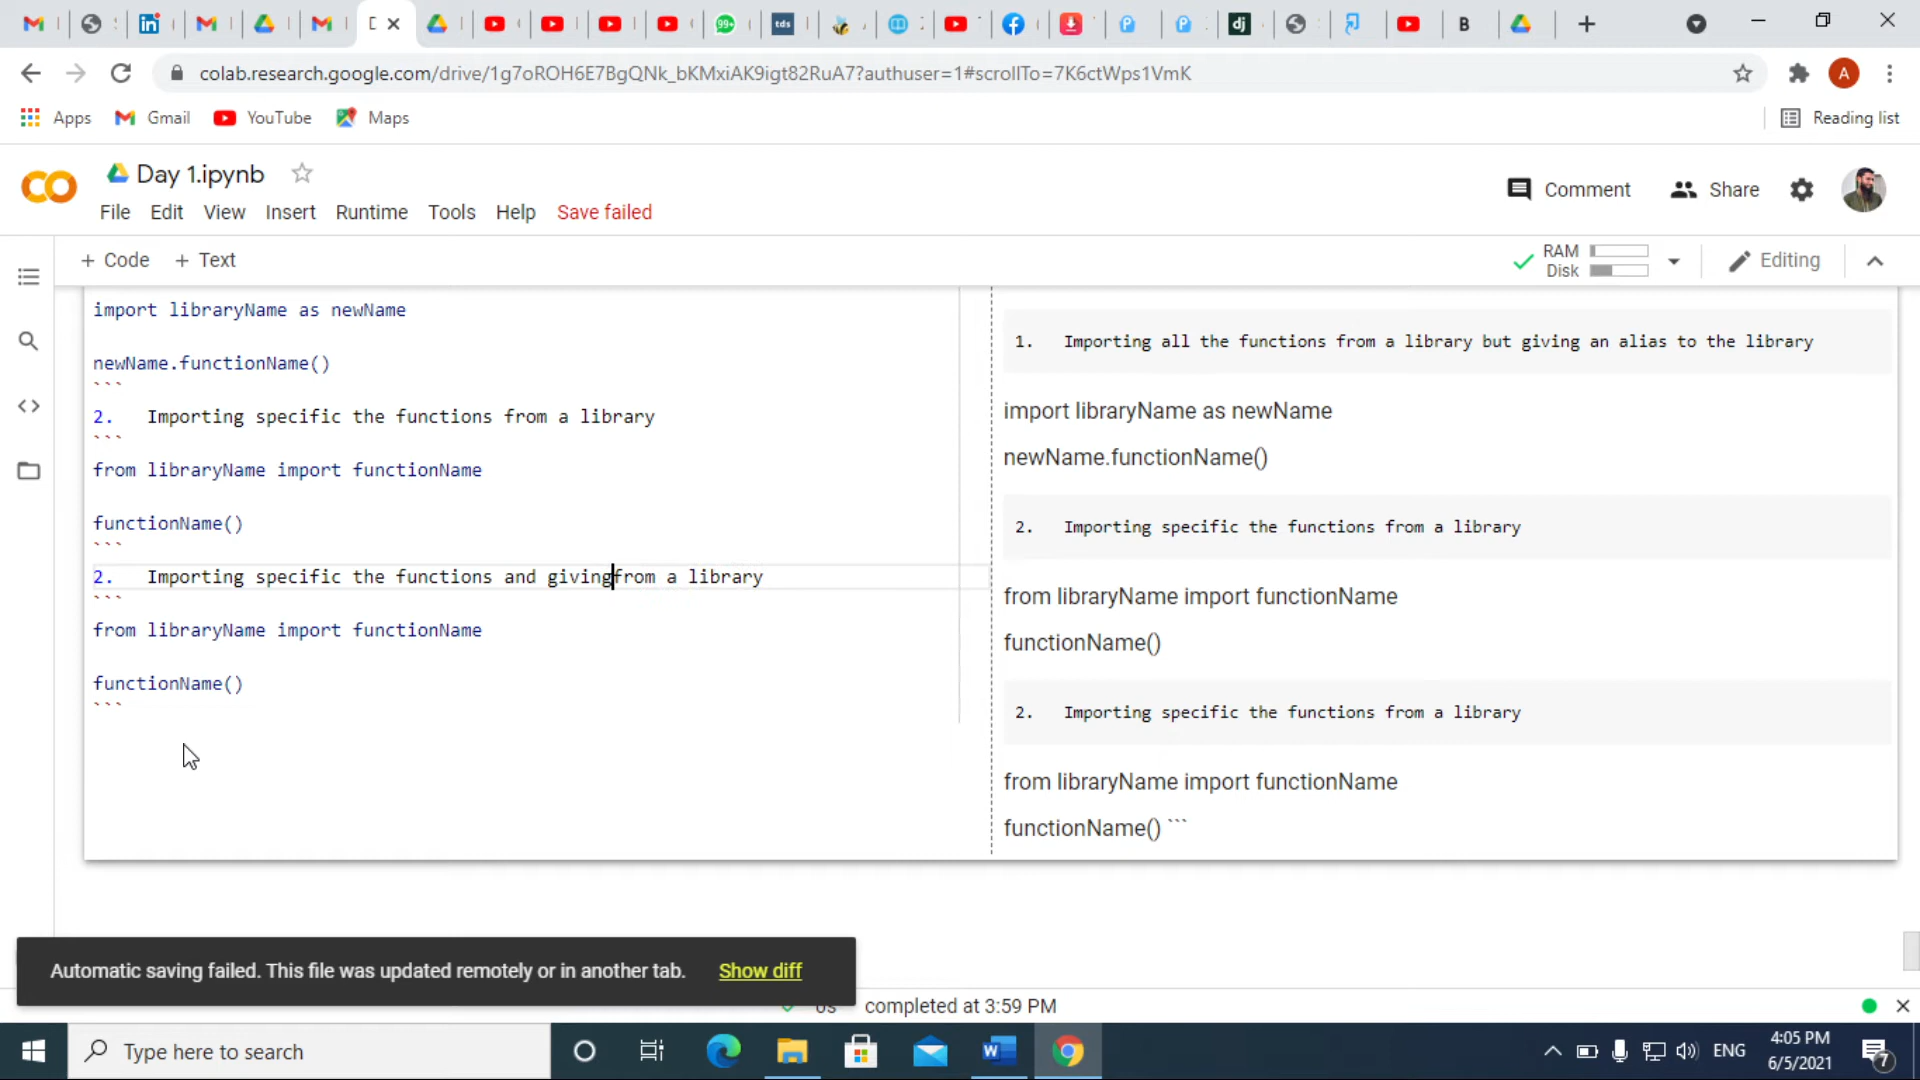 99+
tds
dj
B
D
colab.research.google.com/drive/1g7oROH6E7BgQNk_bKMxiAK9igt82RuA7?authuser=1#scrollTo=7K6ctWps1VmK
A
Apps Gmail YouTube Maps
Reading list
CO
Day 1.ipynb
Comment Share
File Edit View Insert Runtime Tools Help Save failed
+ Code + Text
RAM
Disk
Editing
import libraryName as newName
newName.functionName()
```
2. Importing specific the functions from a library
```
from libraryName import functionName
functionName()
```
2. Importing specific the functions and givingfrom a library
```
from libraryName import functionName
functionName()
```
1. Importing all the functions from a library but giving an alias to the library
import libraryName as newName
newName.functionName()
2. Importing specific the functions from a library
from libraryName import functionName
functionName()
2. Importing specific the functions from a library
from libraryName import functionName
functionName() ```
Automatic saving failed. This file was updated remotely or in another tab. Show diff
completed at 3:59 PM
Type here to search
W
ENG
4:05 PM
6/5/2021
7